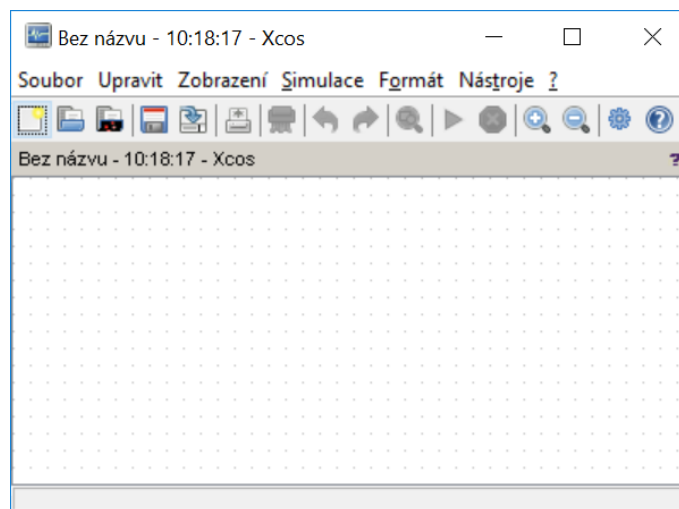 Bez názvu - 10:18:17 - Xcos
Soubor Upravit Zobrazení Simulace Formát Nástroje ?
Bez názvu - 10:18:17 - Xcos ?